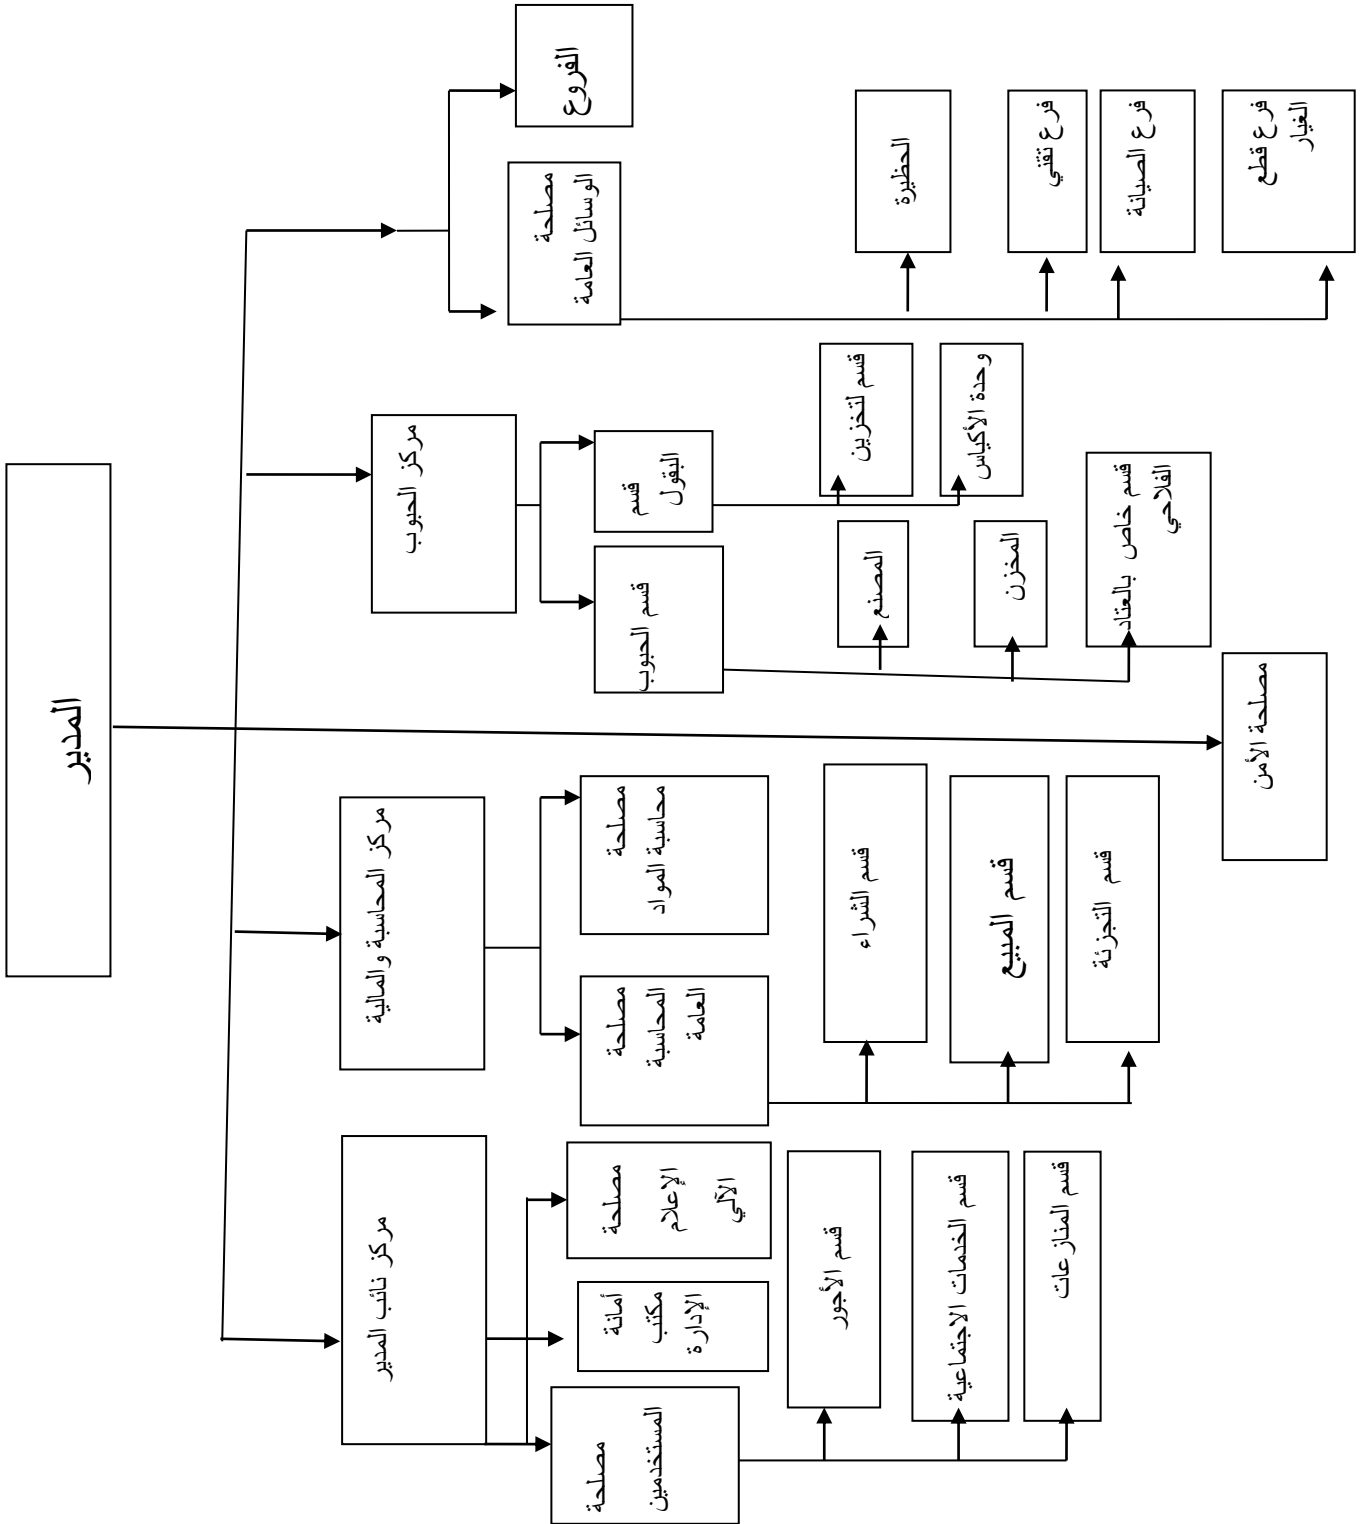 المدير
مركز الحبوب
مركز المحاسبة والمالية
مركز نائب المدير
الفروع
مصلحة
الوسائل العامة
قسم
البقول
قسم الحبوب
مصلحة
محاسبة المواد
مصلحة
المحاسبة
العامة
مصلحة
الإعلام
الآلي
أمانة
مكتب
الإدارة
مصلحة
المستخدمين
الحظيرة
فرع تقني
فرع الصيانة
فرع قطع
الغيار
قسم لتخزين
وحدة الأكياس
المصنع
المخزن
قسم خاص بالعتاد
الفلاحي
قسم الشراء
قسم المبيع
قسم التجزئة
قسم الأجور
قسم الخدمات الاجتماعية
قسم المنازعات
مصلحة الأمن